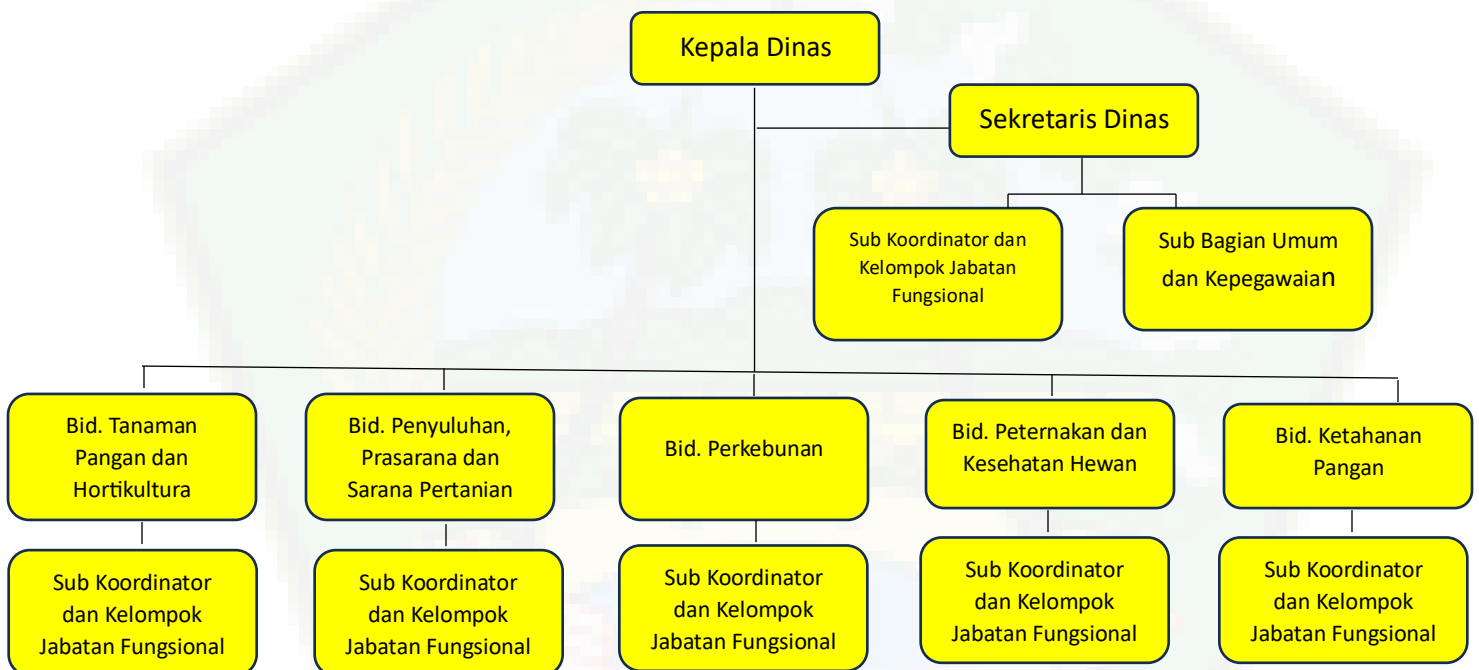 Kepala Dinas
Sekretaris Dinas
Sub Koordinator dan
Kelompok Jabatan
Fungsional
Sub Bagian Umum
dan Kepegawaian
Bid. Tanaman
Pangan dan
Hortikultura
Bid. Penyuluhan,
Prasarana dan
Sarana Pertanian
Bid. Perkebunan
Bid. Peternakan dan
Kesehatan Hewan
Bid. Ketahanan
Pangan
Sub Koordinator
dan Kelompok
Jabatan Fungsional
Sub Koordinator
dan Kelompok
Jabatan Fungsional
Sub Koordinator
dan Kelompok
Jabatan Fungsional
Sub Koordinator
dan Kelompok
Jabatan Fungsional
Sub Koordinator
dan Kelompok
Jabatan Fungsional